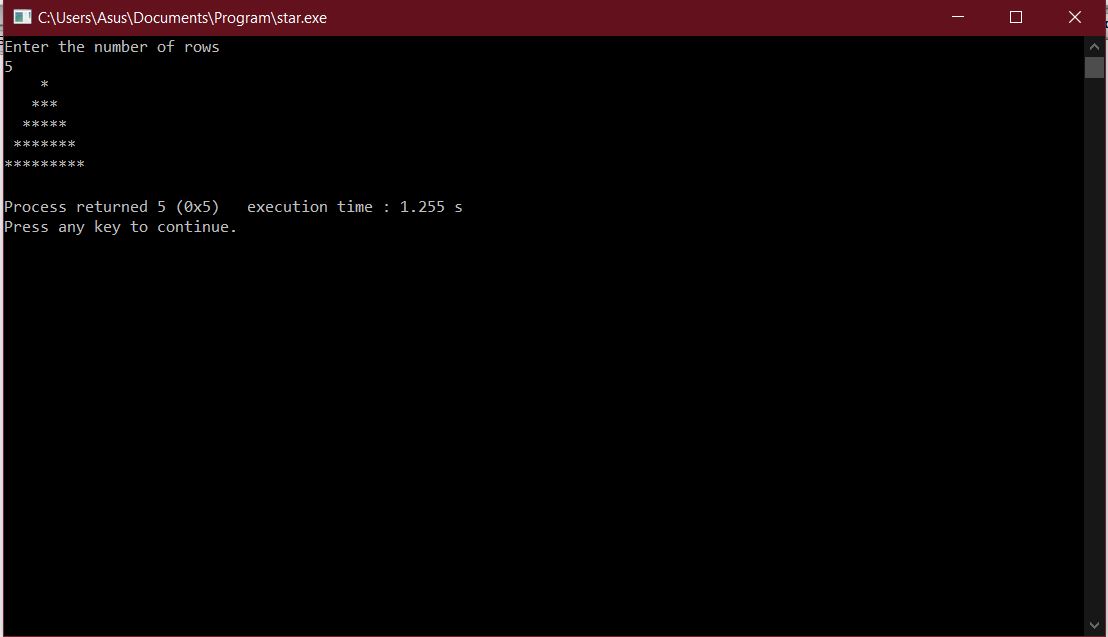 C:\Users\Asus\Documents\Program\star.exe
Enter the number of rows
5
    *
   ***
  *****
 *******
*********

Process returned 5 (0x5)   execution time : 1.255 s
Press any key to continue.